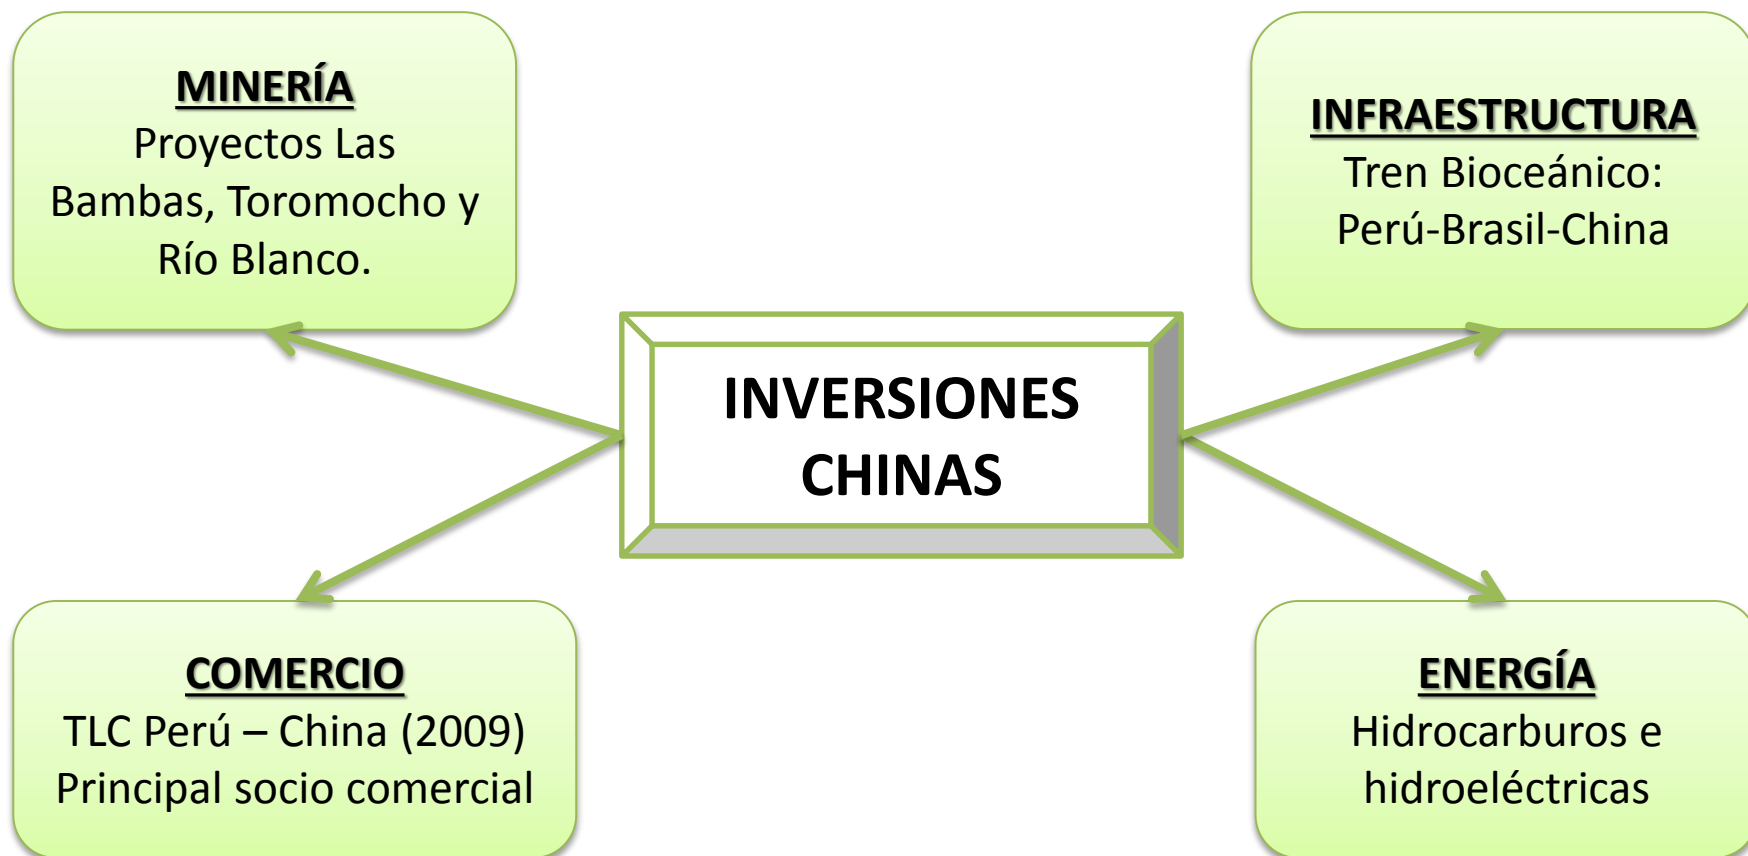 MINERÍA
Proyectos Las
Bambas, Toromocho y
Río Blanco.
INFRAESTRUCTURA
Tren Bioceánico:
Perú-Brasil-China
INVERSIONES
CHINAS
COMERCIO
TLC Perú – China (2009)
Principal socio comercial
ENERGÍA
Hidrocarburos e
hidroeléctricas